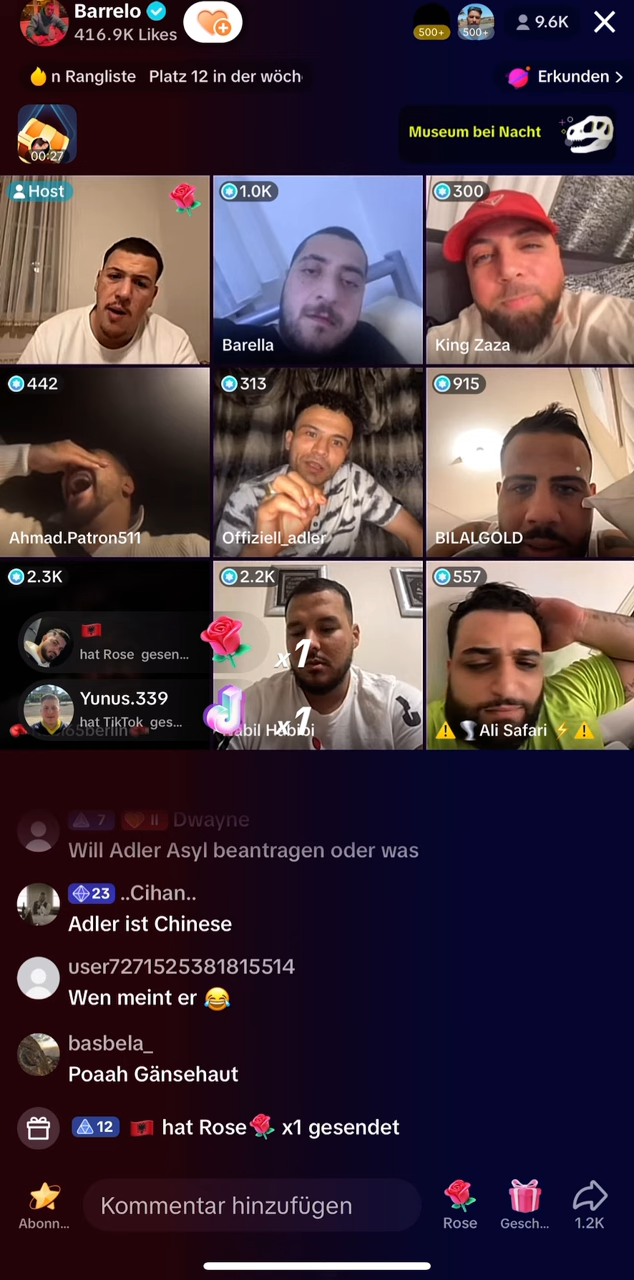 Barrelo
416.9K Likes
500+
500+
9.6K
n Rangliste Platz 12 in der wöch
Erkunden >
00:27
Museum bei Nacht
Host
1.0K
300
Barella
King Zaza
442
313
915
Ahmad.Patron511
Offiziell_adler
BILALGOLD
2.3K
2.2K
557
hat Rose gesen...
x1
Yunus.339
hat TikTok ges...
x1
Ali Safari
7 II Dwayne
Will Adler Asyl beantragen oder was
23 ..Cihan..
Adler ist Chinese
user7271525381815514
Wen meint er 😂
basbela_
Poaah Gänsehaut
12 🇦🇱 hat Rose🌹 x1 gesendet
Kommentar hinzufügen
Abonn...
Rose
Gesch...
1.2K